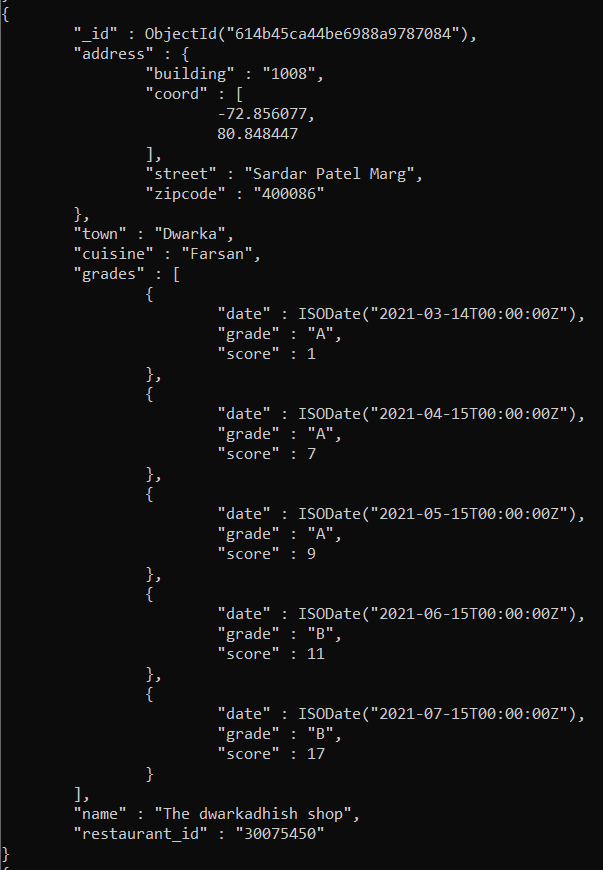 {
"_id" : ObjectId("614b45ca44be6988a9787084"),
"address" : {
"building" : "1008",
"coord" : [
-72.856077,
80.848447
],
"street" : "Sardar Patel Marg",
"zipcode" : "400086"
},
"town" : "Dwarka",
"cuisine" : "Farsan",
"grades" : [
{
"date" : ISODate("2021-03-14T00:00:00Z"),
"grade" : "A",
"score" : 1
},
{
"date" : ISODate("2021-04-15T00:00:00Z"),
"grade" : "A",
"score" : 7
},
{
"date" : ISODate("2021-05-15T00:00:00Z"),
"grade" : "A",
"score" : 9
},
{
"date" : ISODate("2021-06-15T00:00:00Z"),
"grade" : "B",
"score" : 11
},
{
"date" : ISODate("2021-07-15T00:00:00Z"),
"grade" : "B",
"score" : 17
}
],
"name" : "The dwarkadhish shop",
"restaurant_id" : "30075450"
}